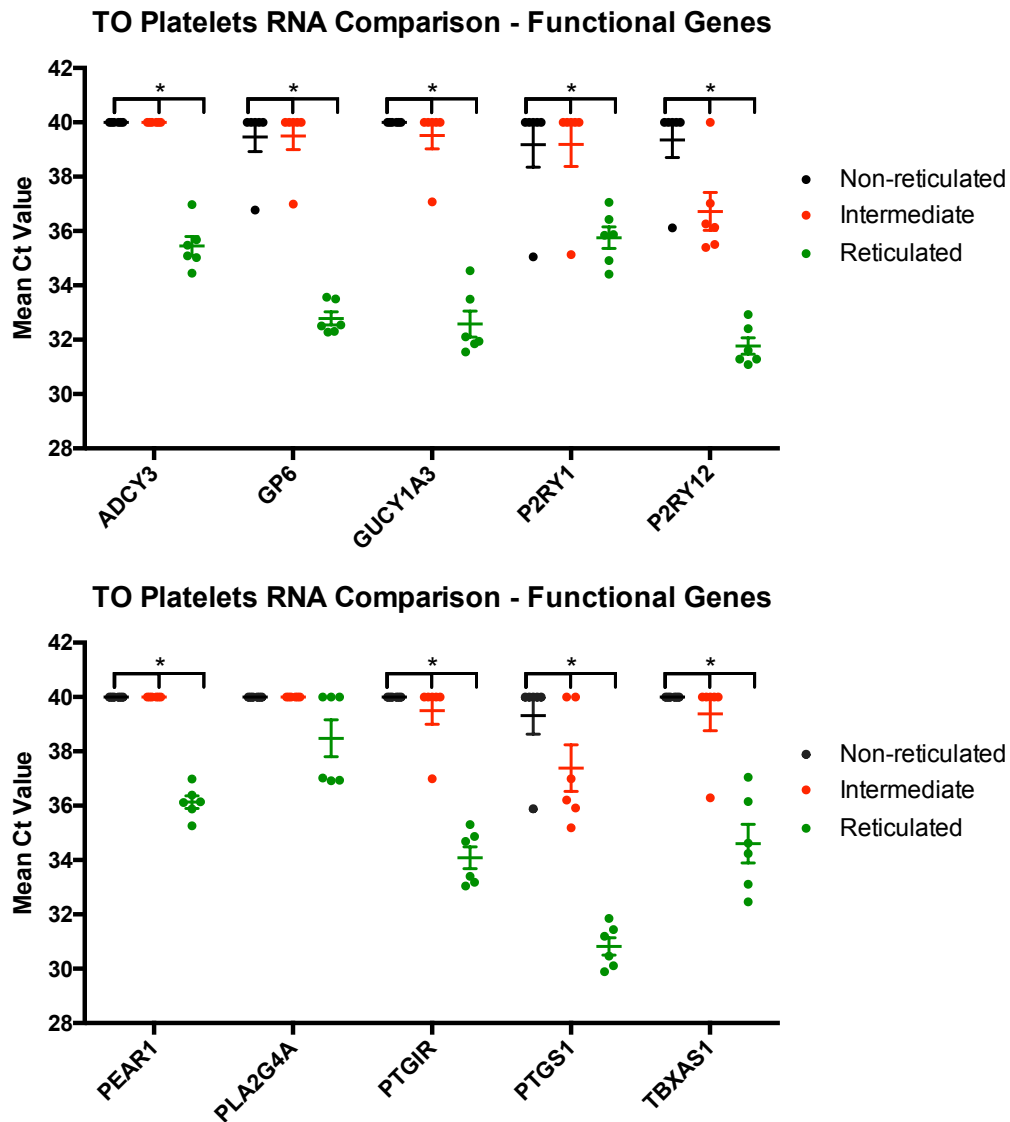 TO Platelets RNA Comparison - Functional Genes
42
40
38
36
34
32
30
28
Mean Ct Value
* * * * *
Non-reticulated
Intermediate
Reticulated
ADCY3 GP6 GUCY1A3 P2RY1 P2RY12
TO Platelets RNA Comparison - Functional Genes
42
40
38
36
34
32
30
28
Mean Ct Value
* * * *
Non-reticulated
Intermediate
Reticulated
PEAR1 PLA2G4A PTGIR PTGS1 TBXAS1